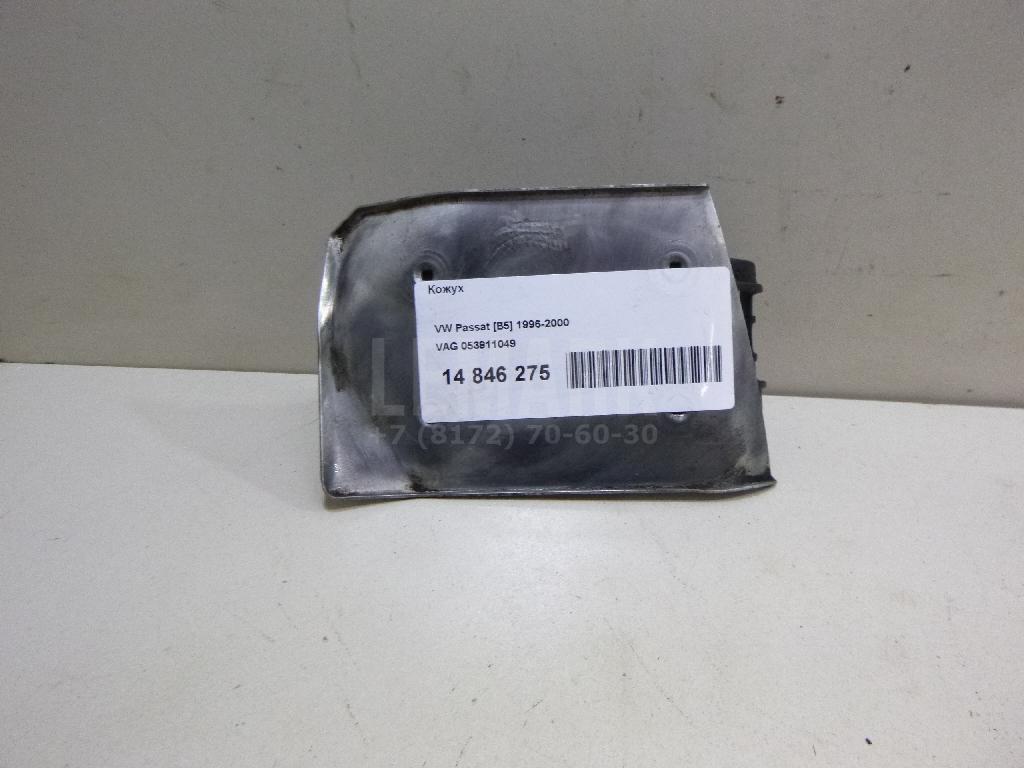 Кожух
VW Passat [B5] 1996-2000
VAG 053911049
14 846 275
+7 (8172) 70-60-30